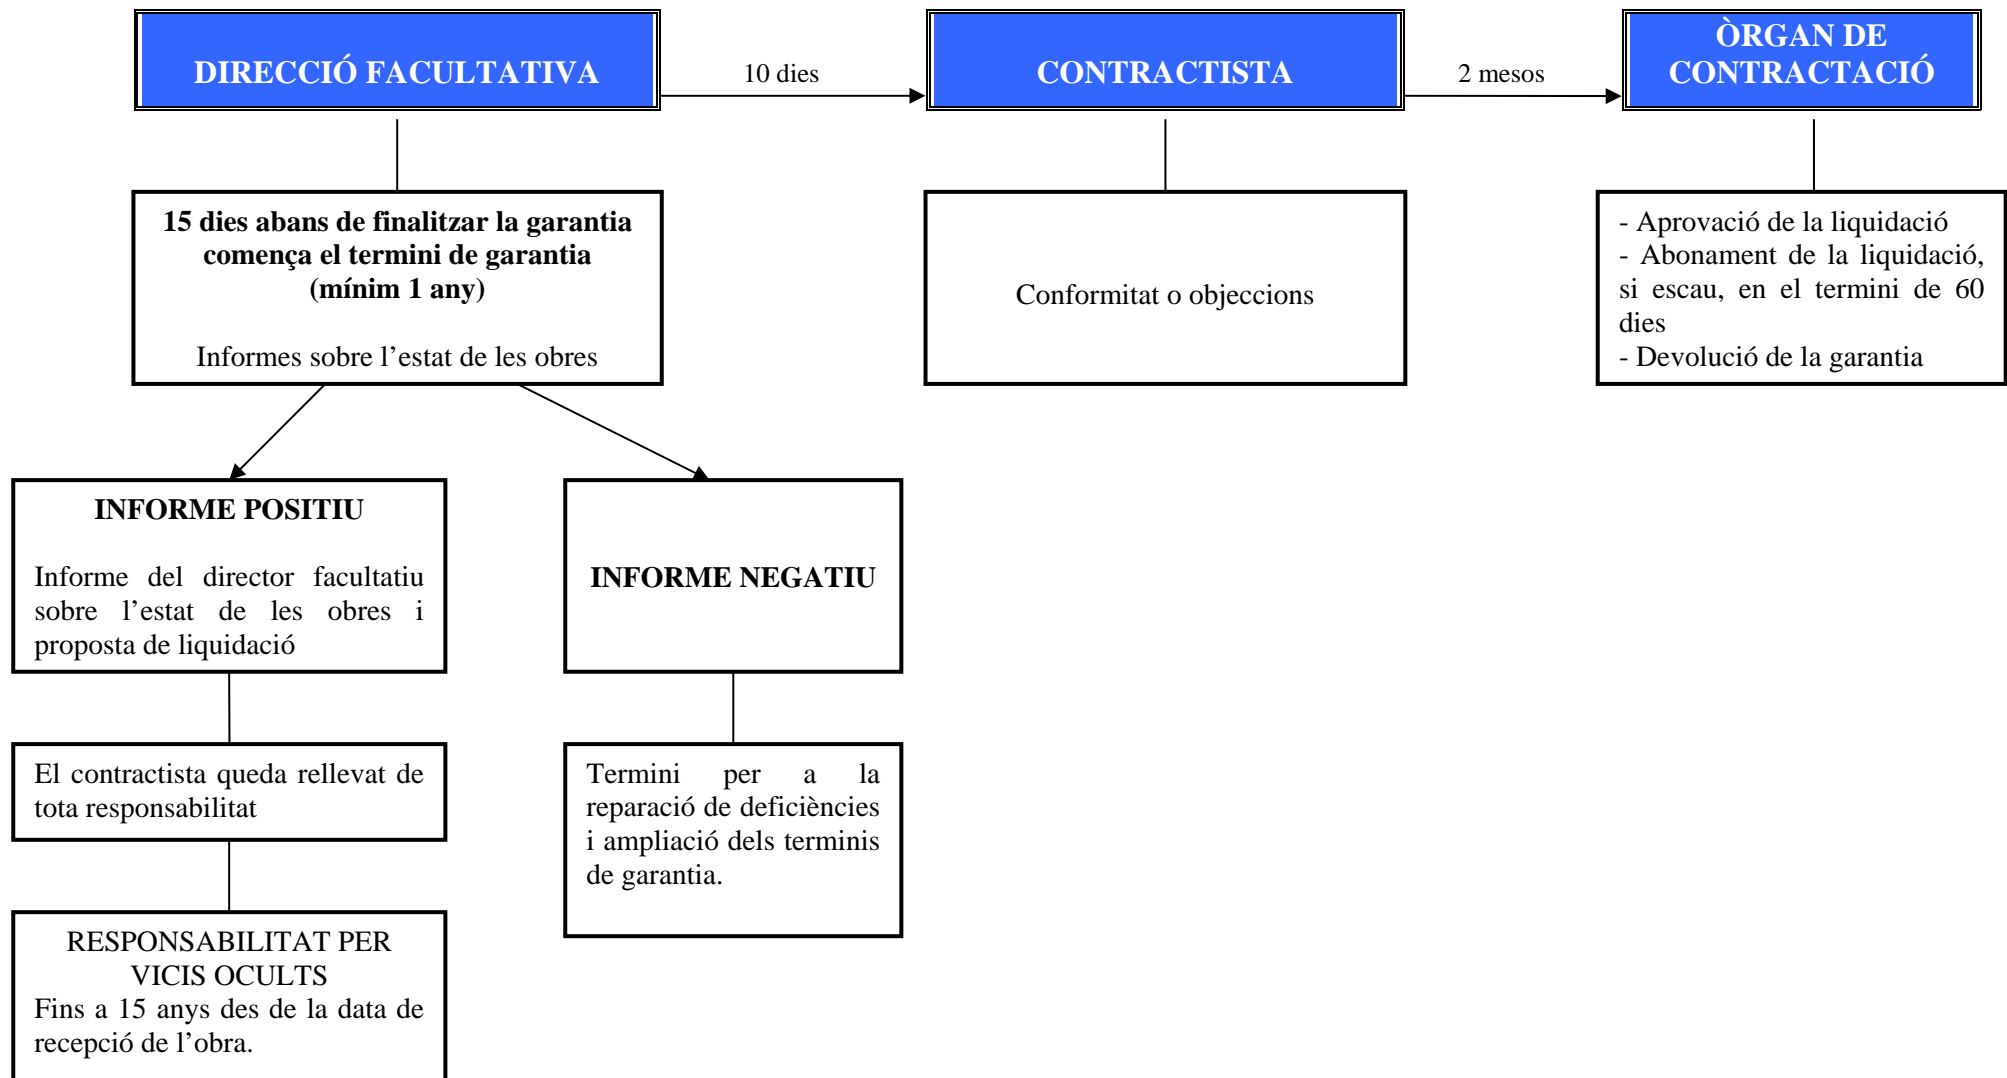 DIRECCIÓ FACULTATIVA
10 dies
CONTRACTISTA
2 mesos
ÒRGAN DE
CONTRACTACIÓ
15 dies abans de finalitzar la garantia
comença el termini de garantia
(mínim 1 any)
Informes sobre l’estat de les obres
Conformitat o objeccions
- Aprovació de la liquidació
- Abonament de la liquidació,
si escau, en el termini de 60
dies
- Devolució de la garantia
INFORME POSITIU
Informe del director facultatiu
sobre l’estat de les obres i
proposta de liquidació
INFORME NEGATIU
El contractista queda rellevat de
tota responsabilitat
Termini per a la
reparació de deficiències
i ampliació dels terminis
de garantia.
RESPONSABILITAT PER
VICIS OCULTS
Fins a 15 anys des de la data de
recepció de l’obra.